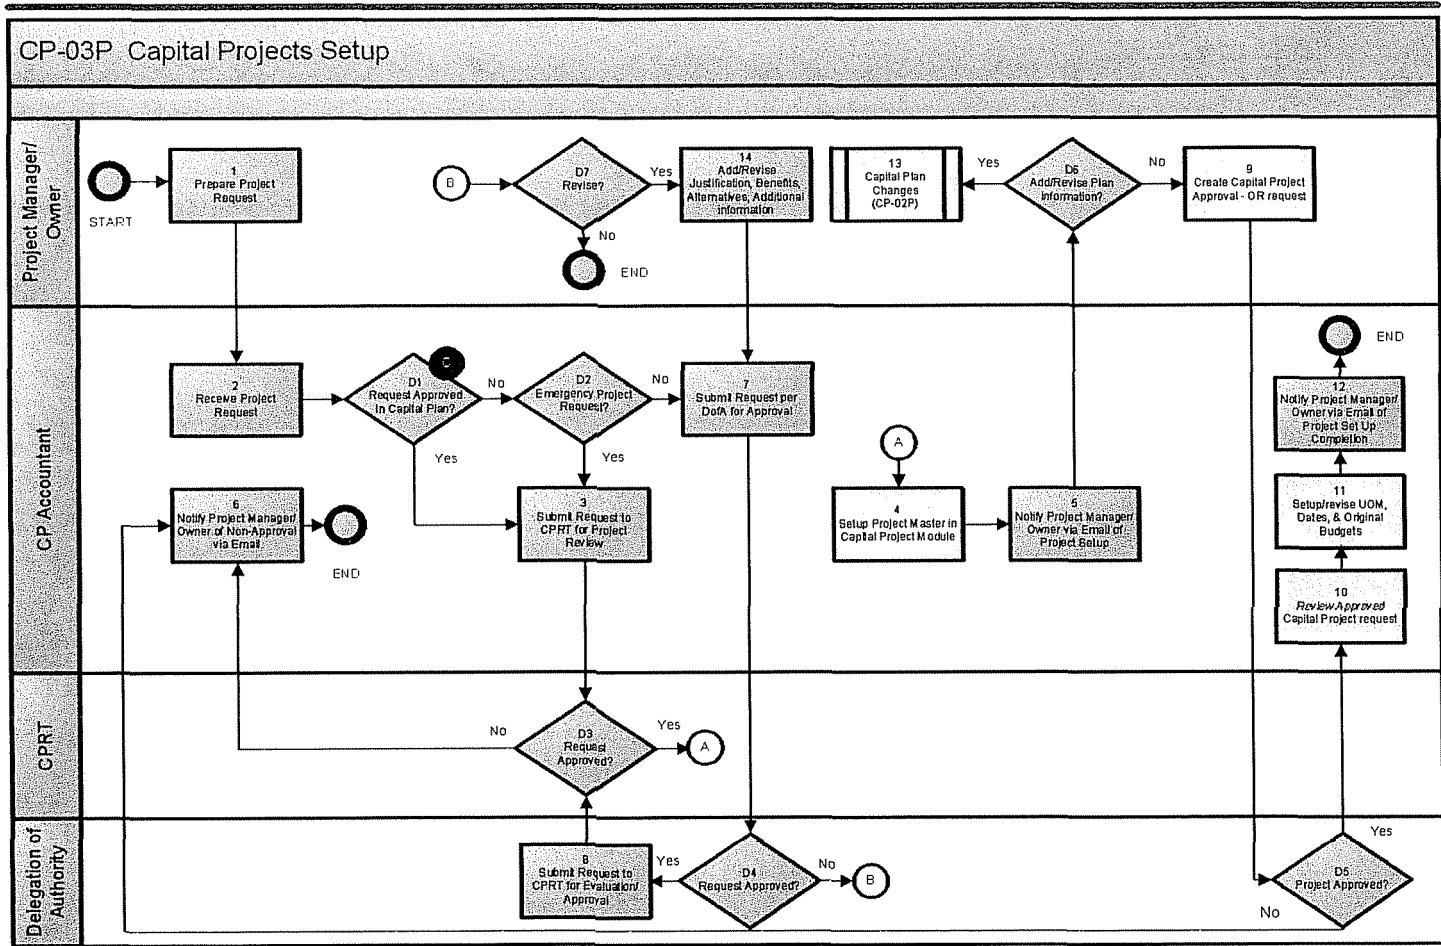 CP-03P Capital Projects Setup
Project Manager/
Owner
START
1
Prepare Project
Request
B
D7
Revise?
Yes
No
END
14
Add/Revise
Justification, Benefits,
Alternatives, Additional
information
13
Capital Plan
Changes
(CP-02P)
Yes
D6
Add/Revise Plan
Information?
No
9
Create Capital Project
Approval - OR request
CP Accountant
2
Receive Project
Request
D1
Request Approved
in Capital Plan?
No
Yes
D2
Emergency Project
Request?
No
Yes
7
Submit Request per
DofA for Approval
A
END
12
Notify Project Manager/
Owner via Email of
Project Set Up
Completion
6
Notify Project Manager/
Owner of Non-Approval
via Email
END
3
Submit Request to
CPRT for Project
Review
4
Setup Project Master in
Capital Project Module
5
Notify Project Manager/
Owner via Email of
Project Setup
11
Setup/revise UOM,
Dates, & Original
Budgets
10
Review Approved
Capital Project request
CPRT
No
D3
Request
Approved?
Yes
A
Delegation of
Authority
8
Submit Request to
CPRT for Evaluation/
Approval
Yes
D4
Request Approved?
No
B
D5
Project Approved?
Yes
No